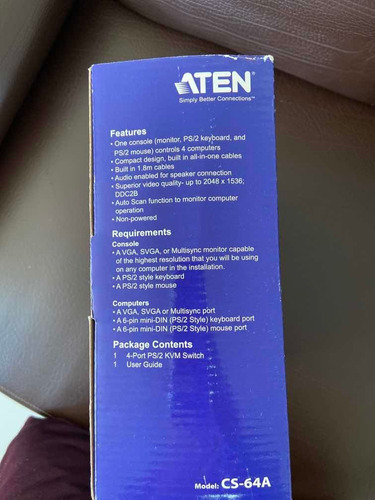 ATEN
Simply Better Connections™
Features
• One console (monitor, PS/2 keyboard, and
PS/2 mouse) controls 4 computers
• Compact design, built in all-in-one cables
• Built in 1.8m cables
• Audio enabled for speaker connection
• Superior video quality- up to 2048 x 1536;
DDC2B
• Auto Scan function to monitor computer
operation
• Non-powered
Requirements
Console
• A VGA, SVGA, or Multisync monitor capable
of the highest resolution that you will be using
on any computer in the installation.
• A PS/2 style keyboard
• A PS/2 style mouse
Computers
• A VGA, SVGA or Multisync port
• A 6-pin mini-DIN (PS/2 Style) keyboard port
• A 6-pin mini-DIN (PS/2 Style) mouse port
Package Contents
1 4-Port PS/2 KVM Switch
1 User Guide
Model: CS-64A